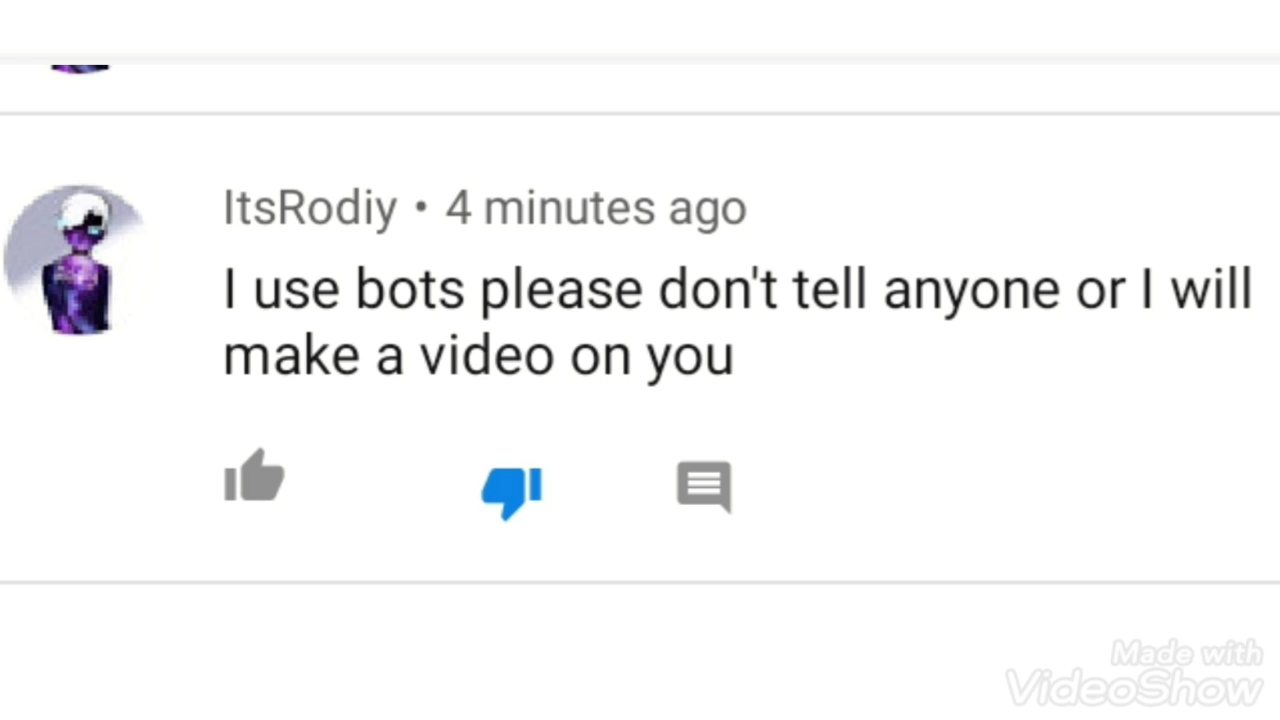 ItsRodiy • 4 minutes ago
I use bots please don't tell anyone or I will
make a video on you
Made with
VideoShow